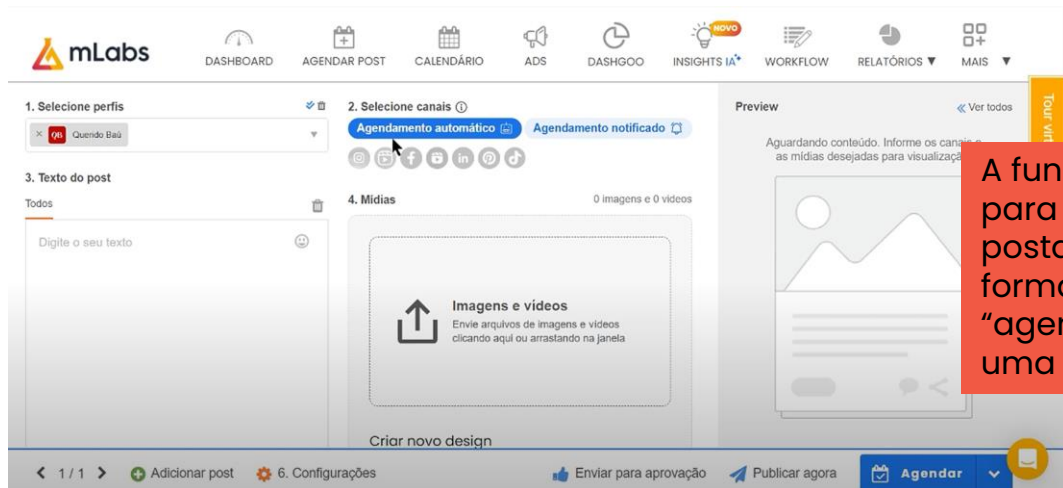 mLabs
DASHBOARD
AGENDAR POST
CALENDÁRIO
ADS
DASHGOO
NOVO
INSIGHTS IA
WORKFLOW
RELATÓRIOS ▼
MAIS ▼
1. Selecione perfis
× QB Quendo Baú
3. Texto do post
Todos
Digite o seu texto
2. Selecione canais
Agendamento automático
Agendamento notificado
4. Mídias
0 imagens e 0 vídeos
Imagens e vídeos
Envie arquivos de imagens e vídeos
clicando aqui ou arrastando na janela
Criar novo design
Preview
« Ver todos
Aguardando conteúdo. Informe os canais e
as mídias desejadas para
Tour
A fun
para
posta
forma
"agen
uma
< 1 / 1 >
Adicionar post
6. Configurações
Enviar para aprovação
Publicar agora
Agendar